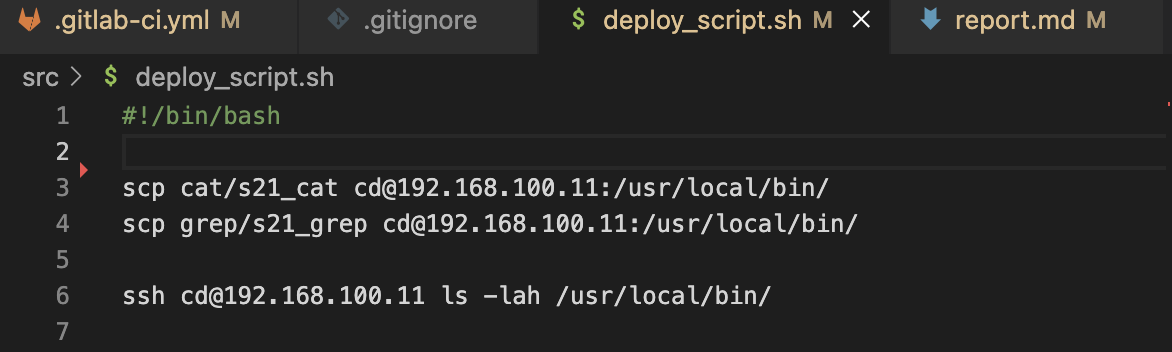 .gitlab-ci.yml M .gitignore $ deploy_script.sh M × report.md M
src > $ deploy_script.sh
1 #!/bin/bash
2
3 scp cat/s21_cat cd@192.168.100.11:/usr/local/bin/
4 scp grep/s21_grep cd@192.168.100.11:/usr/local/bin/
5
6 ssh cd@192.168.100.11 ls -lah /usr/local/bin/
7